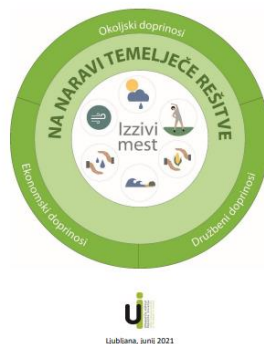 Okoljski doprinosi
NA NARAVI TEMELJEČE REŠITVE
Izzivi
mest
Ekonomski doprinosi
Družbeni doprinosi
Ljubljana, junij 2021